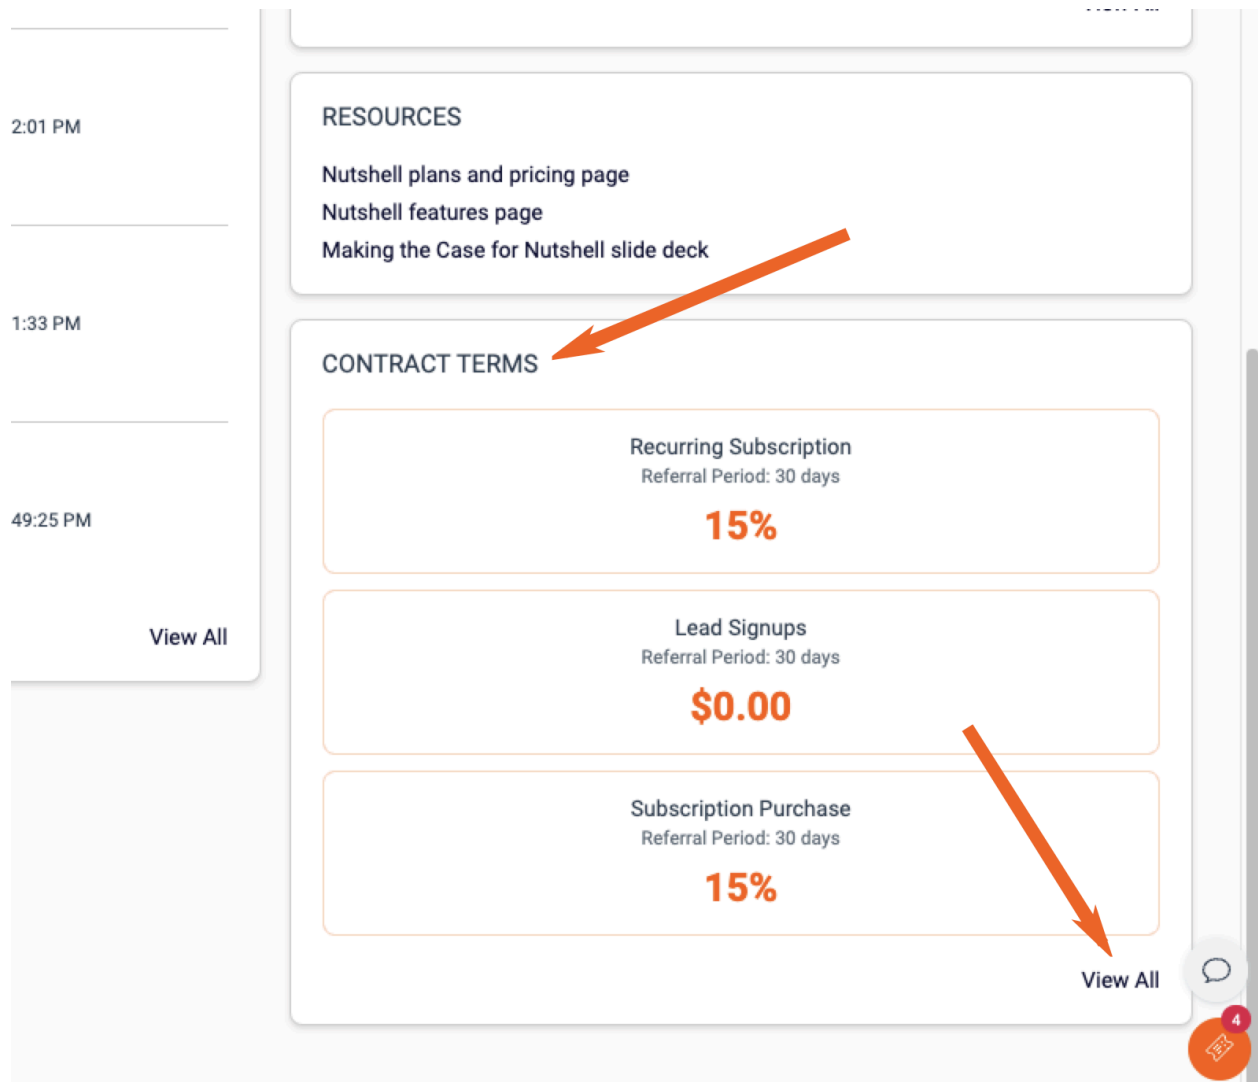 2:01 PM
1:33 PM
49:25 PM
View All
RESOURCES
Nutshell plans and pricing page
Nutshell features page
Making the Case for Nutshell slide deck
CONTRACT TERMS
Recurring Subscription
Referral Period: 30 days
15%
Lead Signups
Referral Period: 30 days
$0.00
Subscription Purchase
Referral Period: 30 days
15%
View All
4